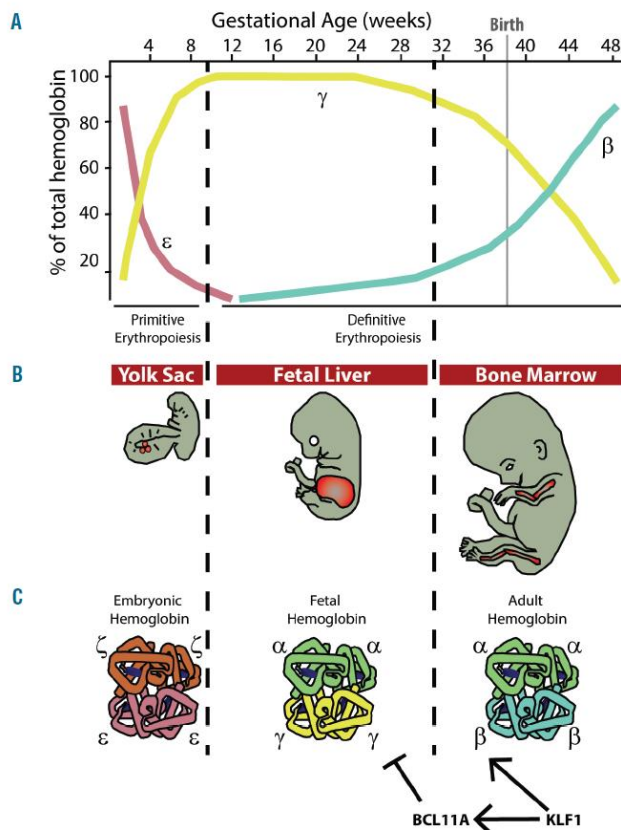 A
Gestational Age (weeks)
Birth
4 8 12 16 20 24 28 32 36 40 44 48
% of total hemoglobin
100
80
60
40
20
γ
β
ε
Primitive
Erythropoiesis
Definitive
Erythropoiesis
B
Yolk Sac
Fetal Liver
Bone Marrow
C
Embryonic
Hemoglobin
Fetal
Hemoglobin
Adult
Hemoglobin
ζ ζ α α α α
ε ε γ γ β β
BCL11A KLF1